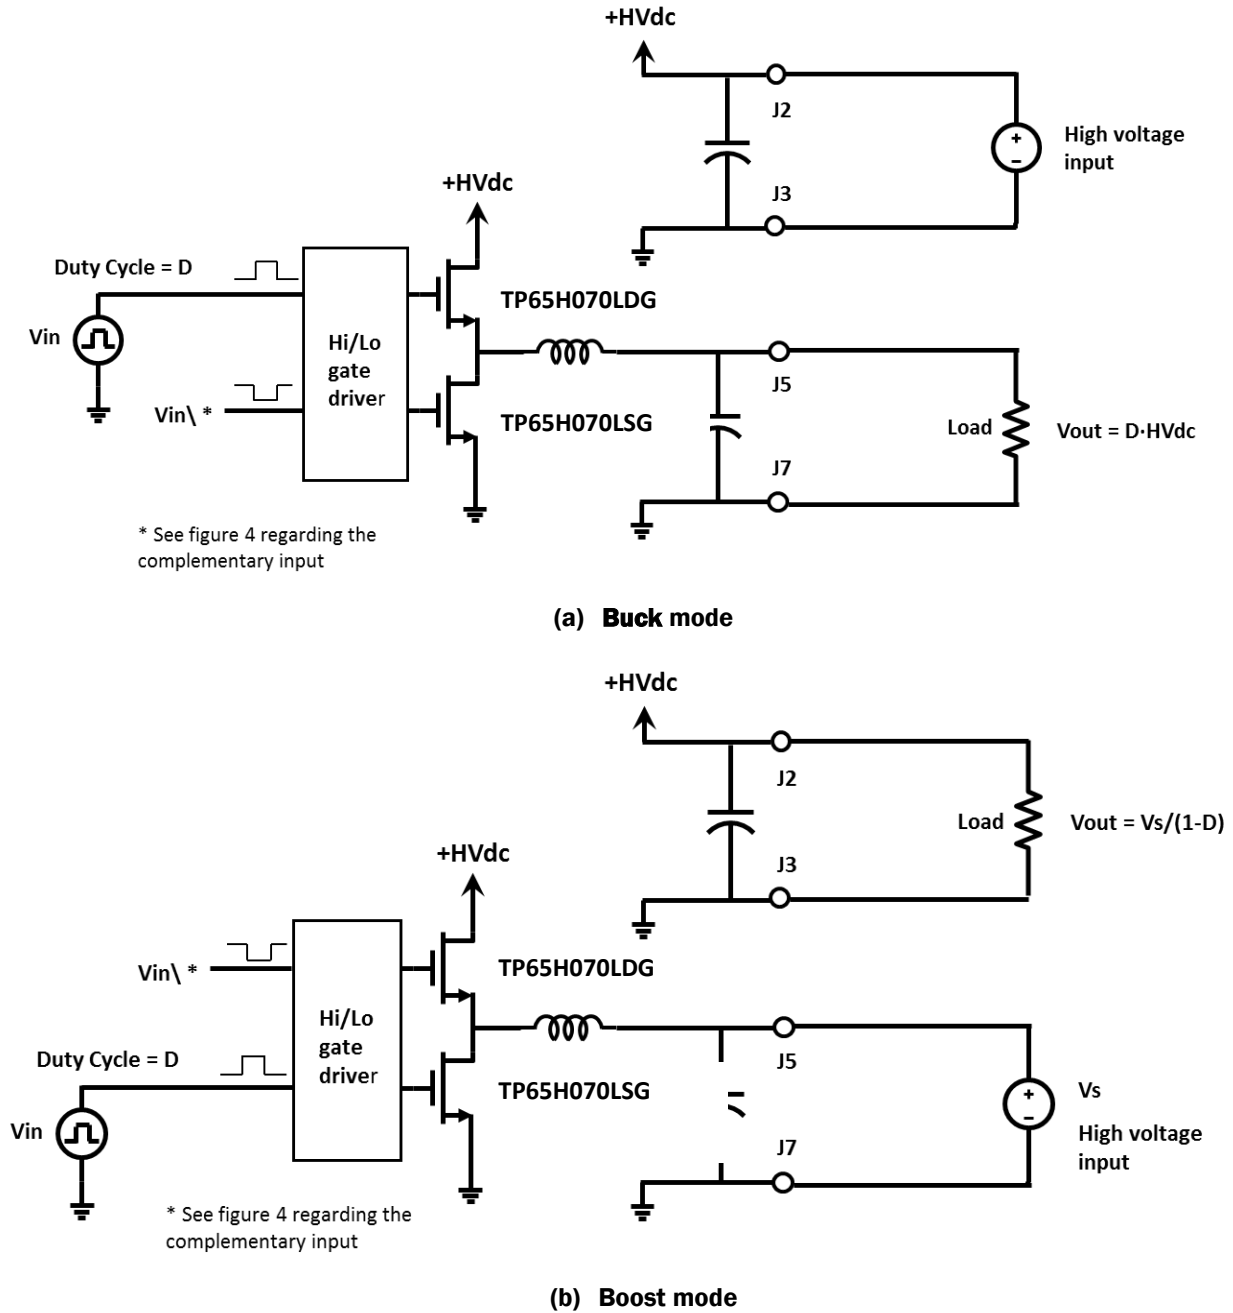 +HVdc
J2
High voltage
input
J3
+HVdc
Duty Cycle = D
TP65H070LDG
Vin
Hi/Lo
gate
driver
J5
Vin\ *
TP65H070LSG
Load
Vout = D·HVdc
J7
* See figure 4 regarding the
complementary input
(a) Buck mode
+HVdc
J2
Load
Vout = Vs/(1-D)
J3
+HVdc
Vin\ *
TP65H070LDG
Hi/Lo
gate
driver
Duty Cycle = D
J5
TP65H070LSG
Vs
Vin
High voltage
input
J7
* See figure 4 regarding the
complementary input
(b) Boost mode